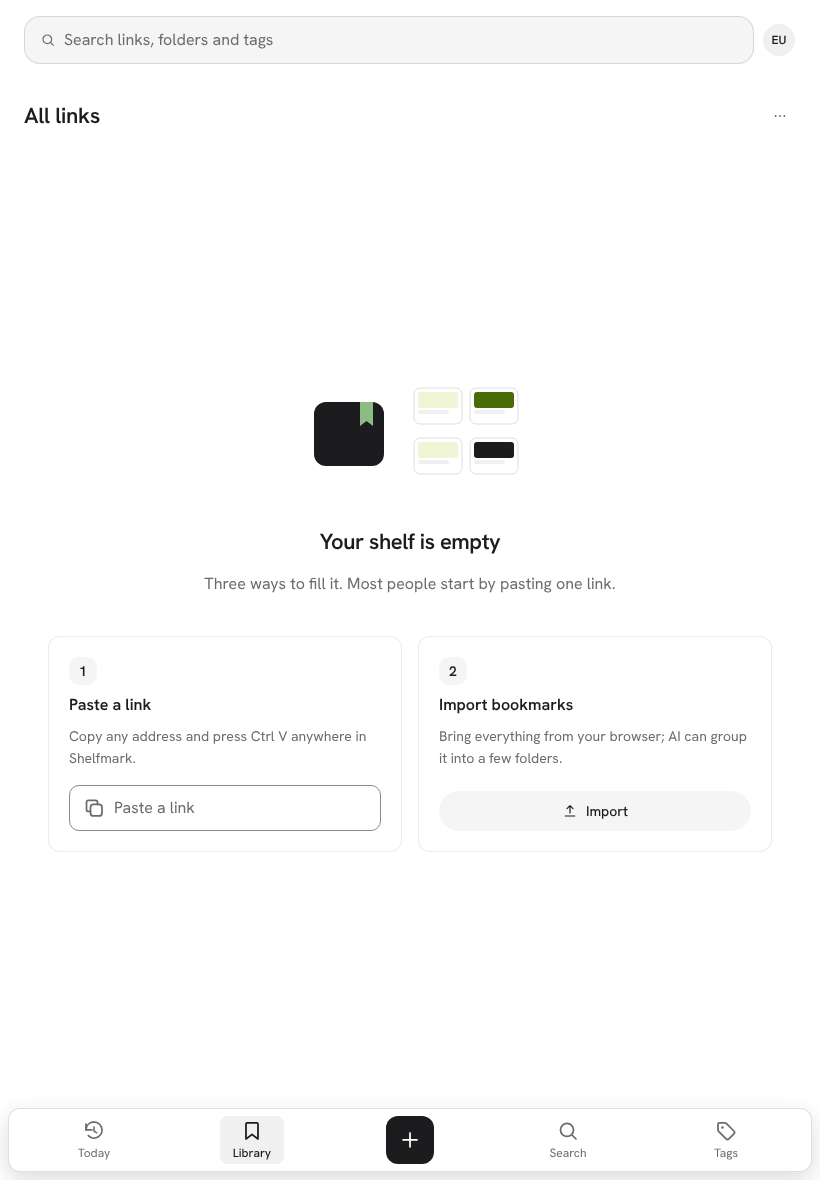 Search links, folders and tags
EU
All links
Your shelf is empty
Three ways to fill it. Most people start by pasting one link.
1
Paste a link
Copy any address and press Ctrl V anywhere in
Shelfmark.
Paste a link
2
Import bookmarks
Bring everything from your browser; AI can group
it into a few folders.
Import
Today
Library
Search
Tags